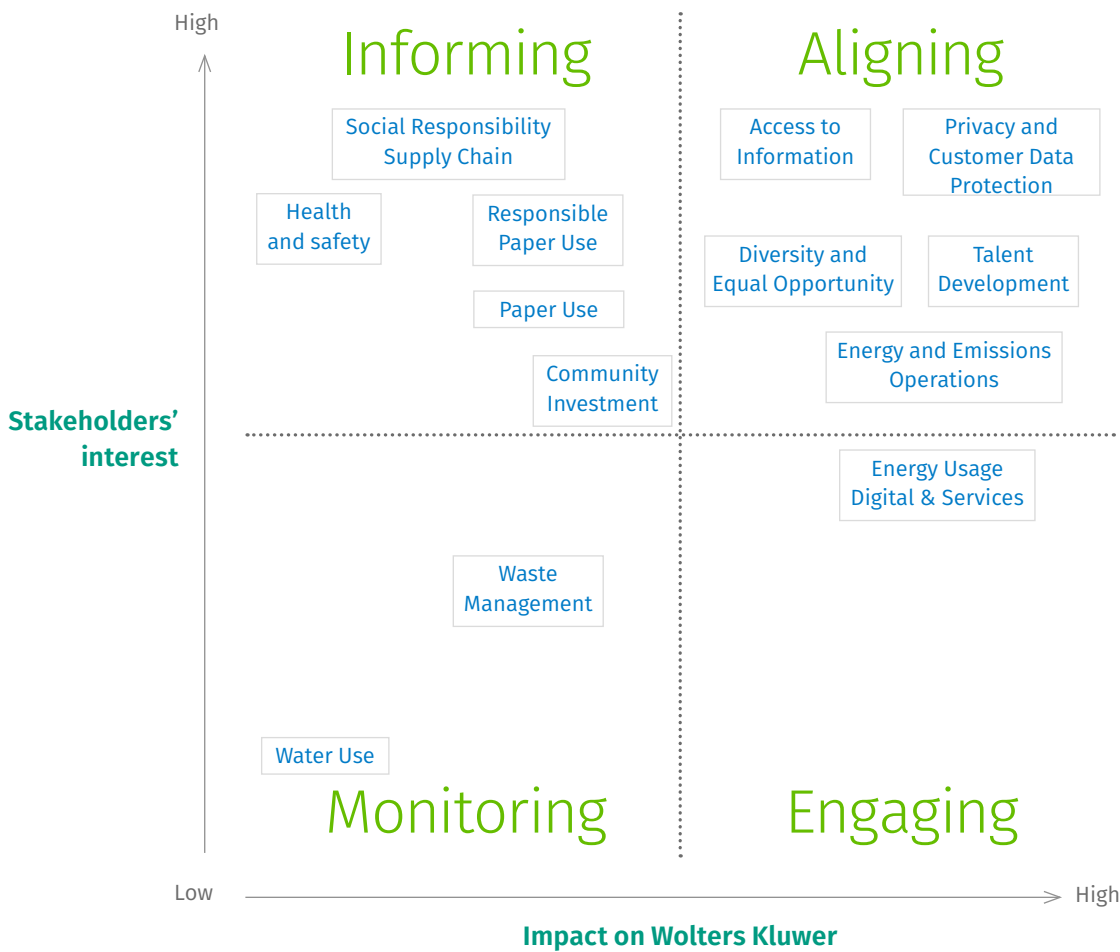 High
Informing
Aligning
Social Responsibility
Supply Chain
Access to
Information
Privacy and
Customer Data
Protection
Health
and safety
Responsible
Paper Use
Diversity and
Equal Opportunity
Talent
Development
Paper Use
Energy and Emissions
Operations
Community
Investment
Stakeholders’
interest
Energy Usage
Digital & Services
Waste
Management
Water Use
Monitoring
Engaging
Low
High
Impact on Wolters Kluwer